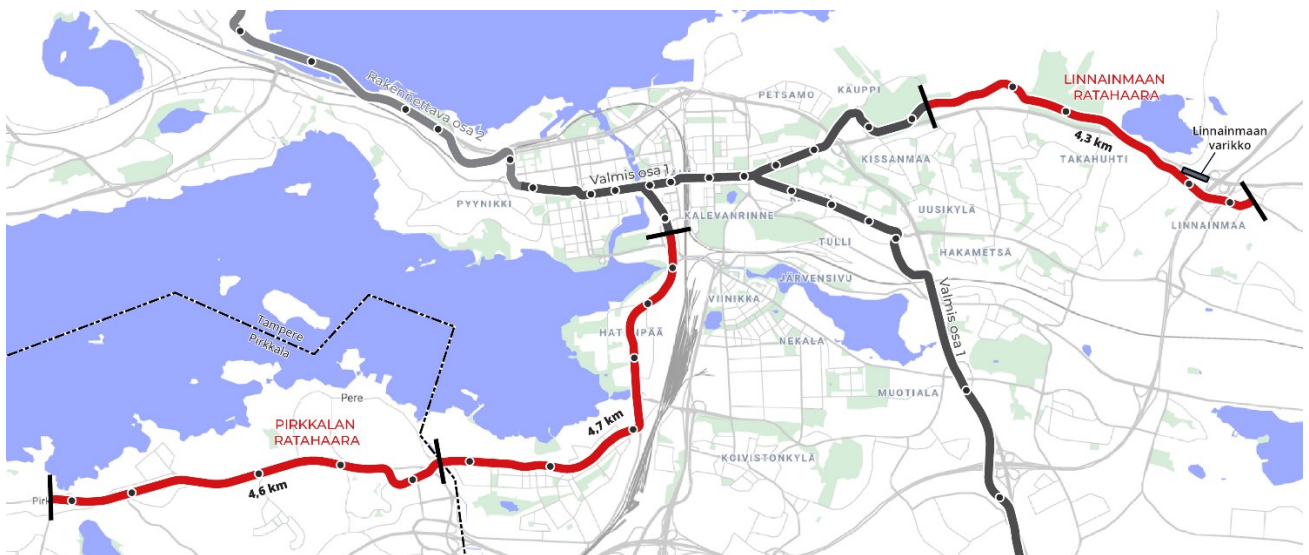 LINNAINMAAN
RATAHAARA
Rakennettava osa 2
PETSAMO
KAUPPI
4,3 km
Linnainmaan
varikko
KISSANMAA
TAKAHUHTI
Valmis osa 1
PYYNIKKI
KALEVANRINNE
UUSIKYLÄ
LINNAINMAA
TULLI
HAKAMETSÄ
JÄRVENSIVU
Valmis osa 1
VIINIKKA
Tampere
Pirkkala
NEKALA
MUOTIALA
Pere
PIRKKALAN
RATAHAARA
4,7 km
KOIVISTONKYLÄ
4,6 km
Pirk